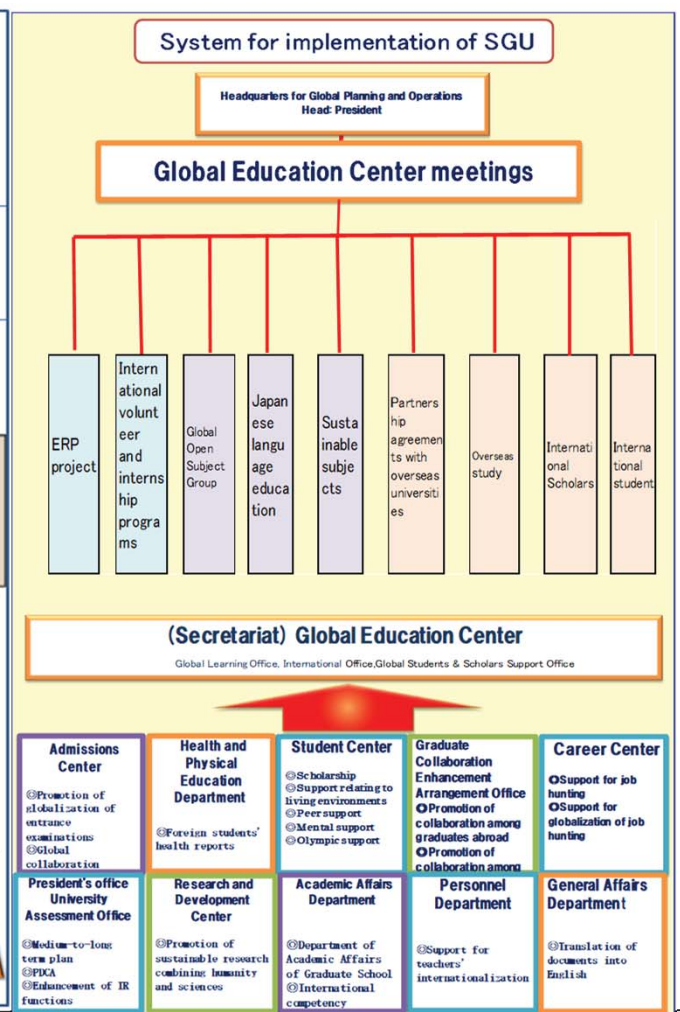 System for implementation of SGU
Headquarters for Global Planning and Operations
Head: President
Global Education Center meetings
ERP
project
Intern
ational
volunt
eer
and
interns
hip
progra
ms
Global
Open
Subject
Group
Japan
ese
langu
age
educa
tion
Susta
inable
subje
cts
Partners
hip
agreemen
ts with
overseas
universiti
es
Overseas
study
Internati
onal
Scholars
Interna
tional
student
(Secretariat) Global Education Center
Global Learning Office, International Office,Global Students & Scholars Support Office
Admissions
Center
◎Promotion of
globalization of
entrance
examinations
◎Global
collaboration
Health and
Physical
Education
Department
◎Foreign students'
health reports
Student Center
◎Scholarship
◎Support relating to
living environments
◎Peer support
◎Mental support
◎Olympic support
Graduate
Collaboration
Enhancement
Arrangement Office
◎Promotion of
collaboration among
graduates abroad
◎Promotion of
collaboration among
Career Center
◎Support for job
hunting
◎Support for
globalization of job
hunting
President's office
University
Assessment Office
◎Medium-to-long
term plan
◎PDCA
◎Enhancement of IR
functions
Research and
Development
Center
◎Promotion of
sustainable research
combining humanity
and sciences
Academic Affairs
Department
◎Department of
Academic Affairs
of Graduate School
◎International
competency
Personnel
Department
◎Support for
teachers'
internationalization
General Affairs
Department
◎Translation of
documents into
English